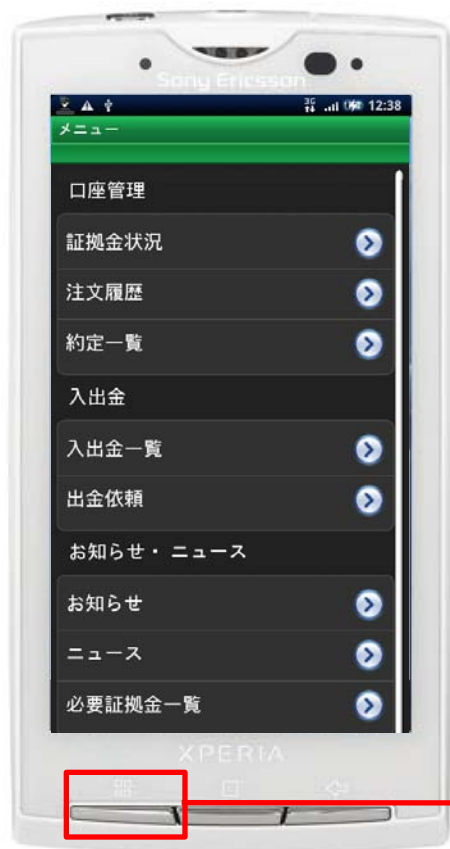 Sony Ericsson
3G 12:38
メニュー
口座管理
証拠金状況
注文履歴
約定一覧
入出金
入出金一覧
出金依頼
お知らせ・ニュース
お知らせ
ニュース
必要証拠金一覧
XPERIA